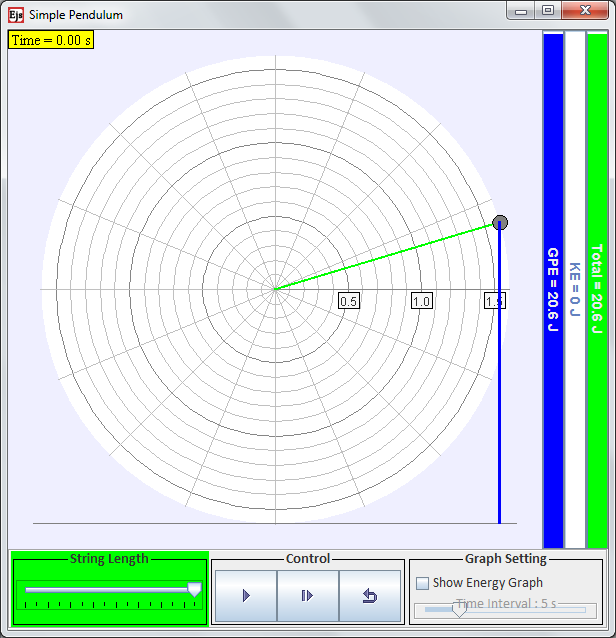 Ejs Simple Pendulum
Time = 0.00 s
0.5
1.0
1.5
GPE = 20.6 J
KE = 0 J
Total = 20.6 J
String Length
Control
Graph Setting
Show Energy Graph
Time Interval : 5 s